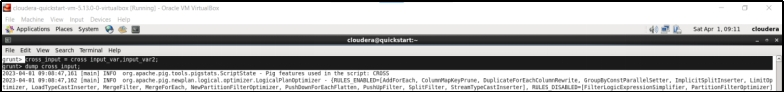 cloudera-quickstart-vm-5.13.0-0-virtualbox [Running] - Oracle VM VirtualBox
File Machine View Input Devices Help
Applications Places System Sat Apr 1, 09:11 cloudera
cloudera@quickstart:~
File Edit View Search Terminal Help
grunt> cross_input = cross input_var,input_var2;
grunt> dump cross_input;
2023-04-01 09:08:47,161 [main] INFO org.apache.pig.tools.pigstats.ScriptState - Pig features used in the script: CROSS
2023-04-01 09:08:47,162 [main] INFO org.apache.pig.newplan.logical.optimizer.LogicalPlanOptimizer - {RULES_ENABLED=[AddForEach, ColumnMapKeyPrune, DuplicateForEachColumnRewrite, GroupByConstParallelSetter, ImplicitSplitInserter, LimitOp
timizer, LoadTypeCastInserter, MergeFilter, MergeForEach, NewPartitionFilterOptimizer, PushDownForEachFlatten, PushUpFilter, SplitFilter, StreamTypeCastInserter], RULES_DISABLED=[FilterLogicExpressionSimplifier, PartitionFilterOptimizer]